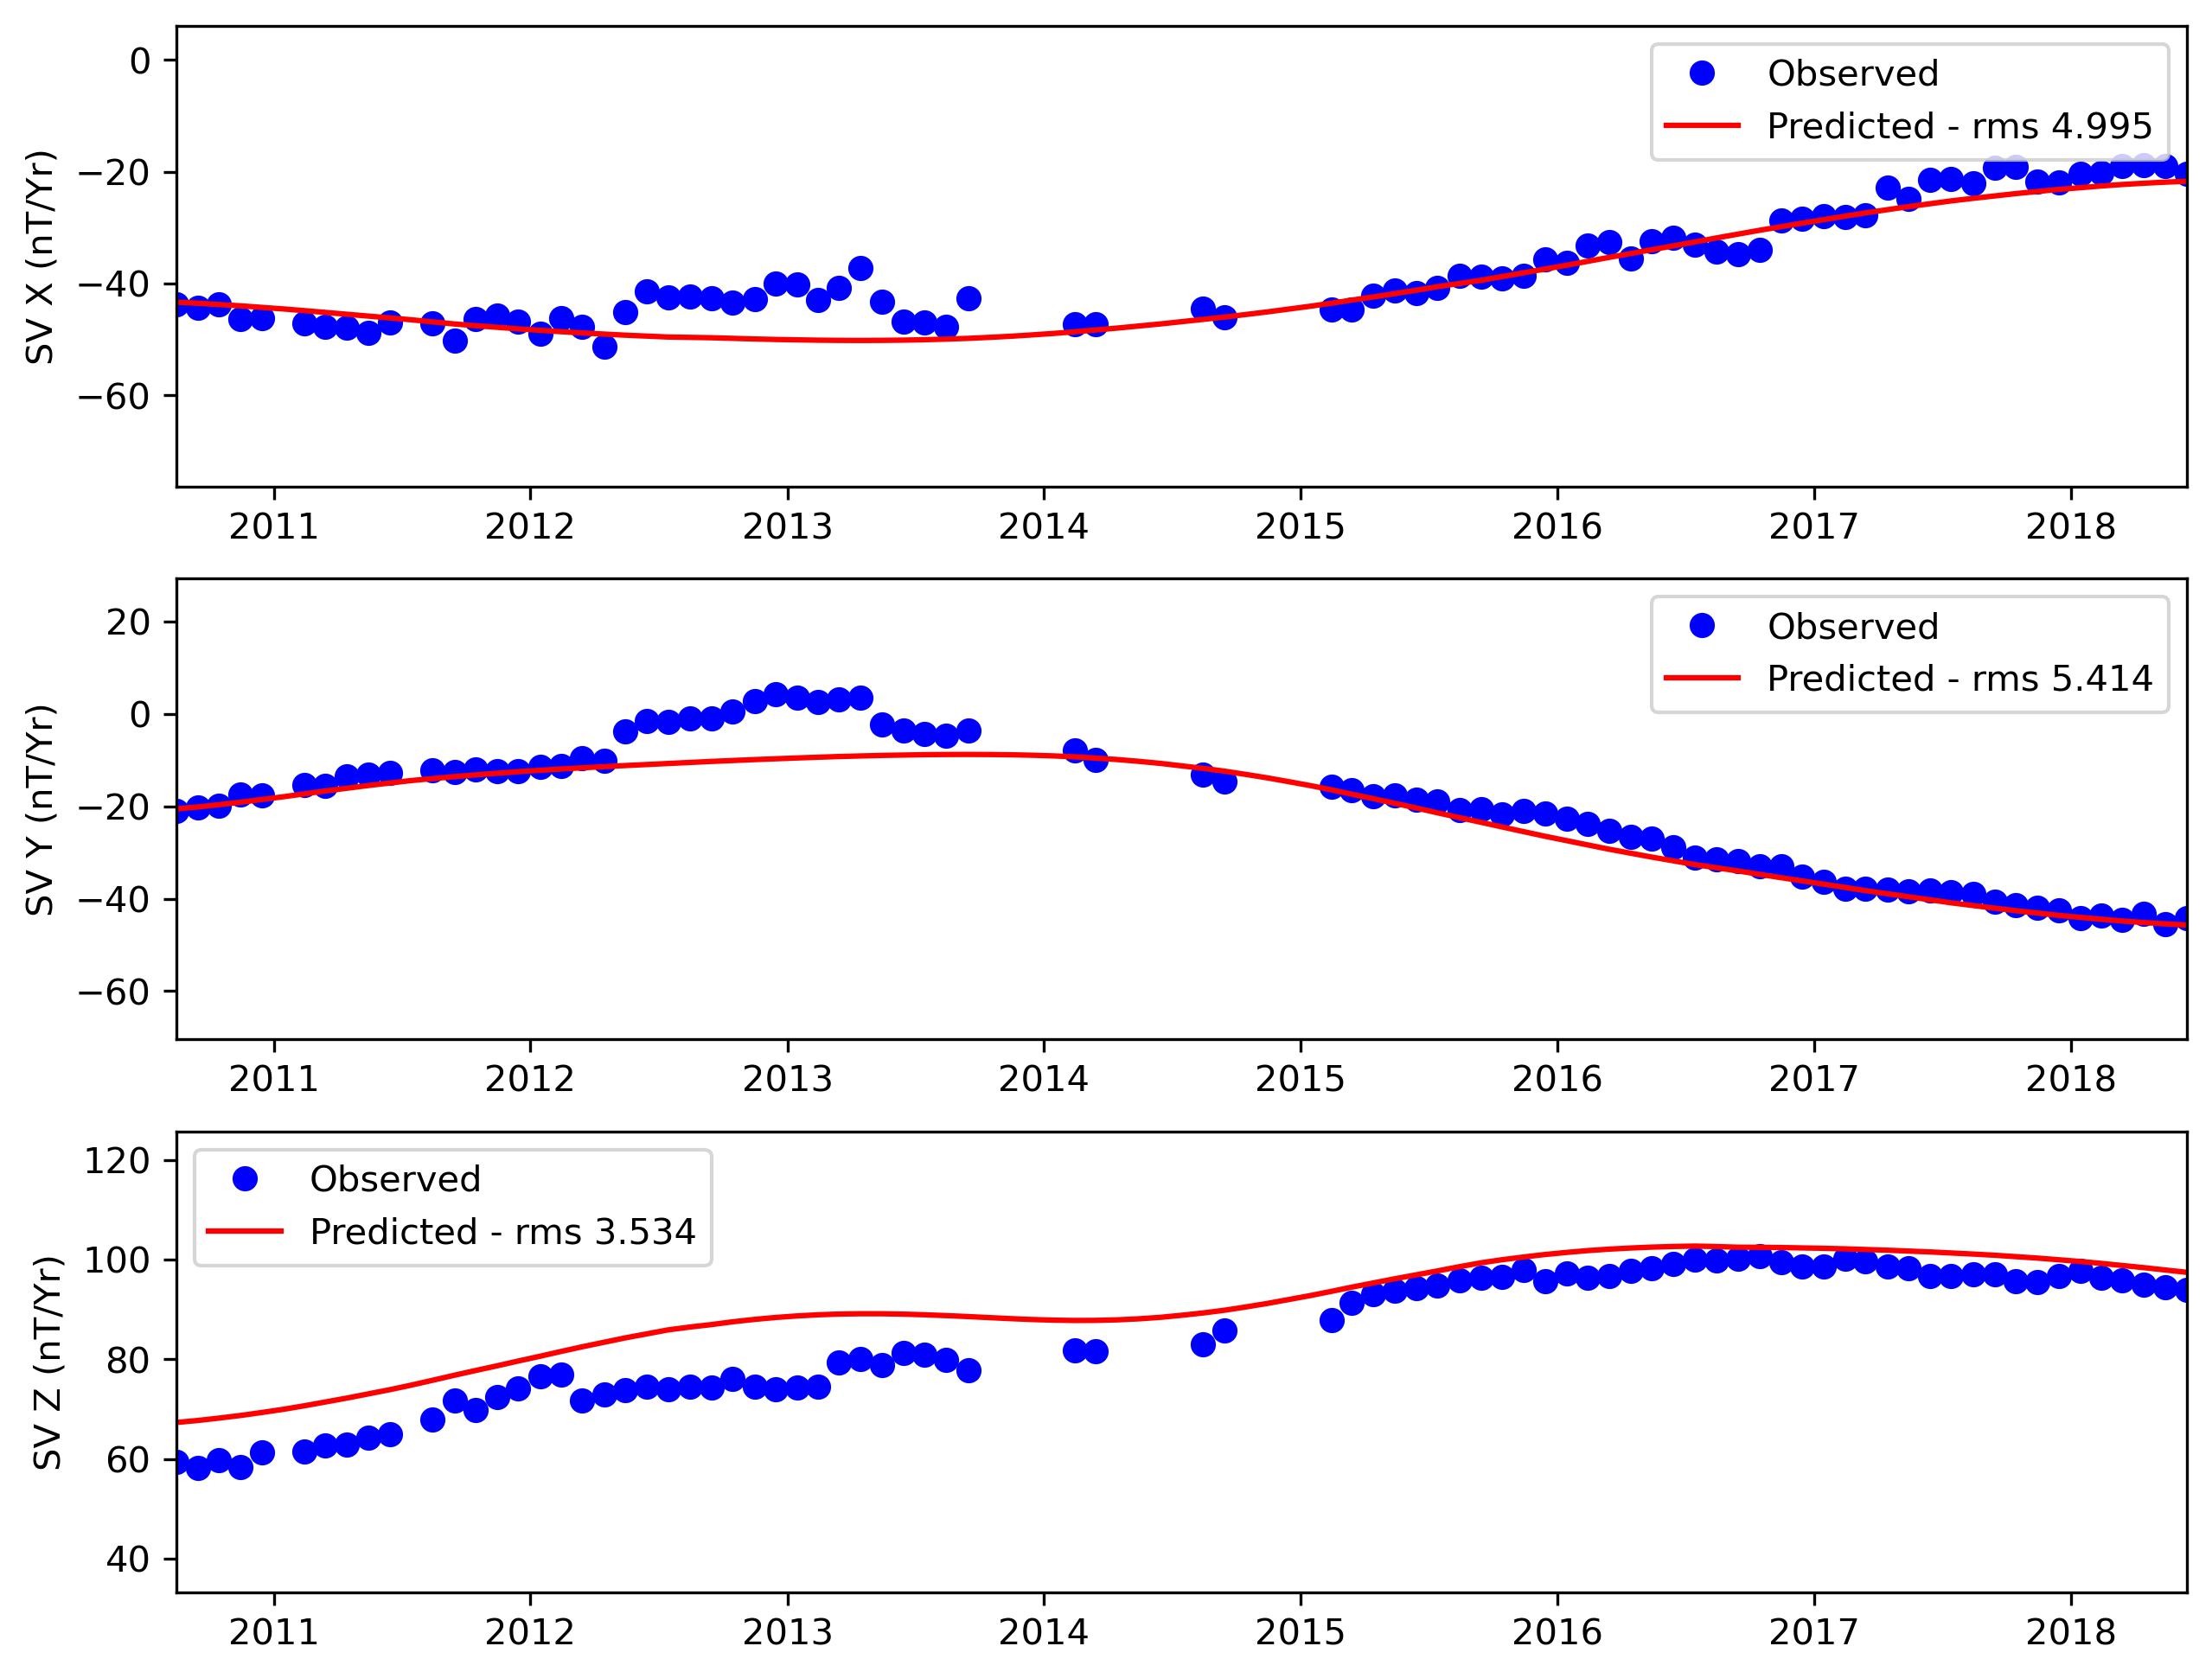 SV X (nT/Yr)
0
−20
−40
−60
Observed
Predicted - rms 4.995
2011 2012 2013 2014 2015 2016 2017 2018
SV Y (nT/Yr)
20
0
−20
−40
−60
Observed
Predicted - rms 5.414
2011 2012 2013 2014 2015 2016 2017 2018
SV Z (nT/Yr)
120
100
80
60
40
Observed
Predicted - rms 3.534
2011 2012 2013 2014 2015 2016 2017 2018